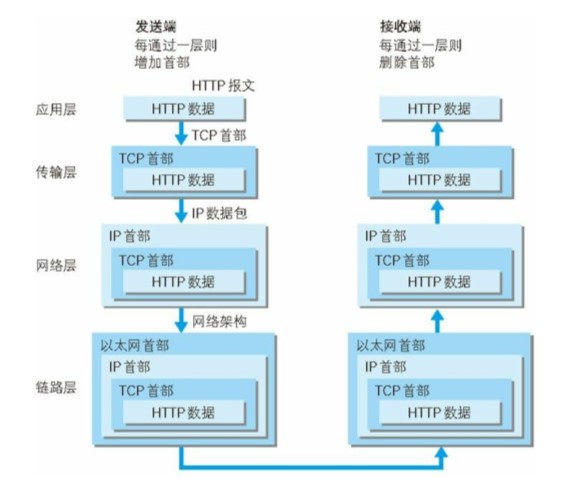 发送端
每通过一层则
增加首部
接收端
每通过一层则
删除首部
HTTP 报文
应用层
HTTP 数据
HTTP 数据
TCP 首部
传输层
TCP 首部
HTTP 数据
TCP 首部
HTTP 数据
IP 数据包
网络层
IP 首部
TCP 首部
HTTP 数据
IP 首部
TCP 首部
HTTP 数据
网络架构
链路层
以太网首部
IP 首部
TCP 首部
HTTP 数据
以太网首部
IP 首部
TCP 首部
HTTP 数据